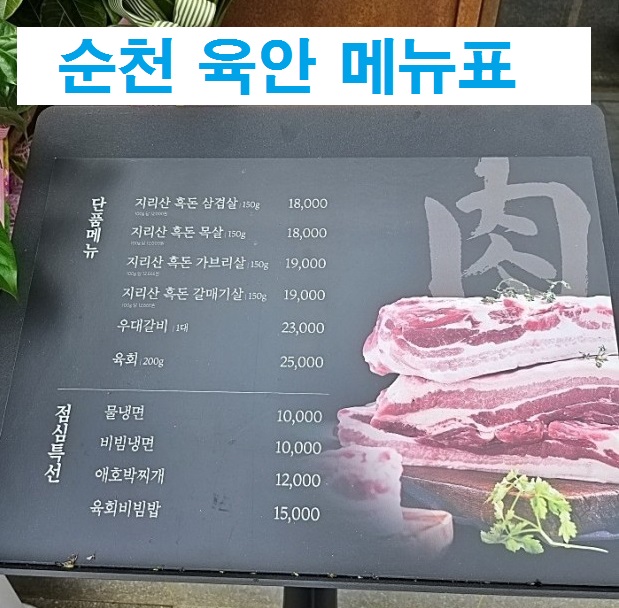 순천 육안 메뉴표
肉
단품메뉴
지리산 흑돈 삼겹살 | 150g 18,000
지리산 흑돈 목살 | 150g 18,000
지리산 흑돈 가브리살 | 150g 19,000
지리산 흑돈 갈매기살 | 150g 19,000
우대갈비 | 1대 23,000
육회 | 200g 25,000
점심특선
물냉면 10,000
비빔냉면 10,000
애호박찌개 12,000
육회비빔밥 15,000